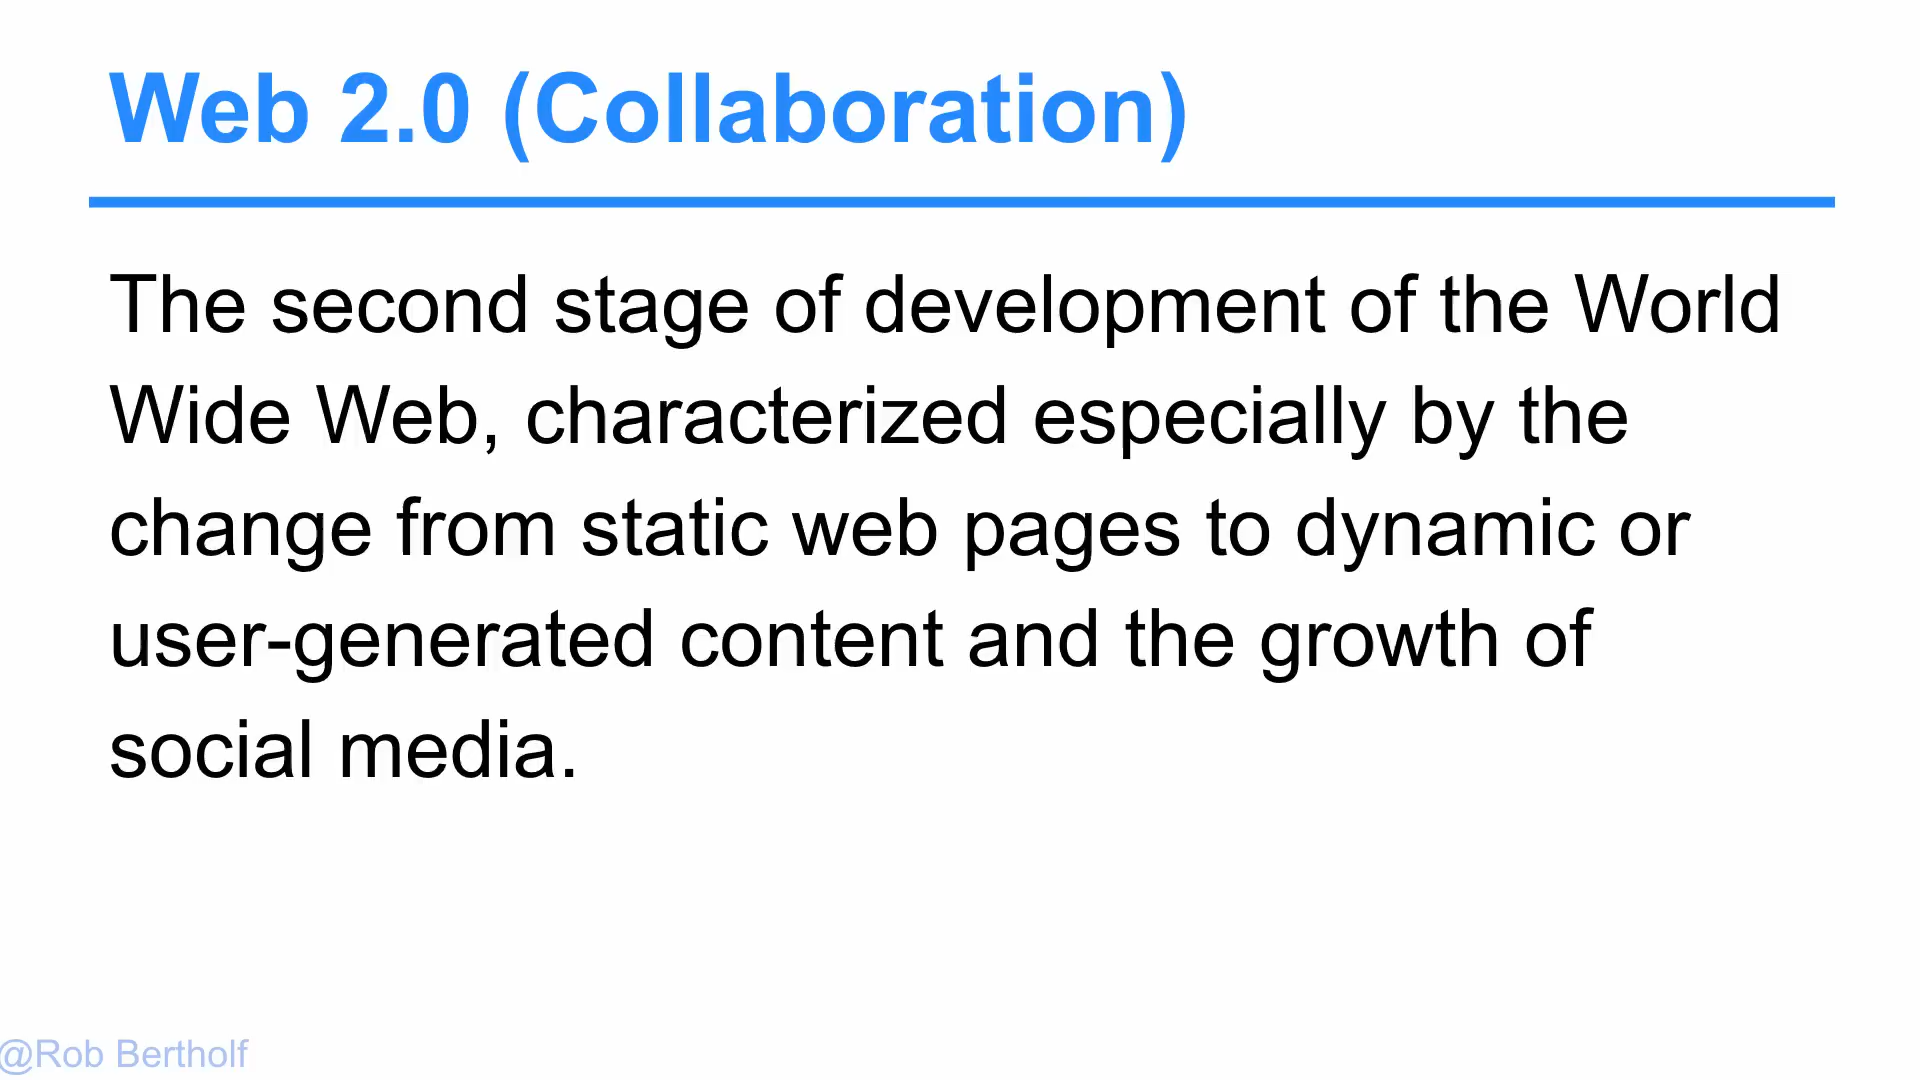 Web 2.0 (Collaboration)
The second stage of development of the World
Wide Web, characterized especially by the
change from static web pages to dynamic or
user-generated content and the growth of
social media.
@Rob Bertholf